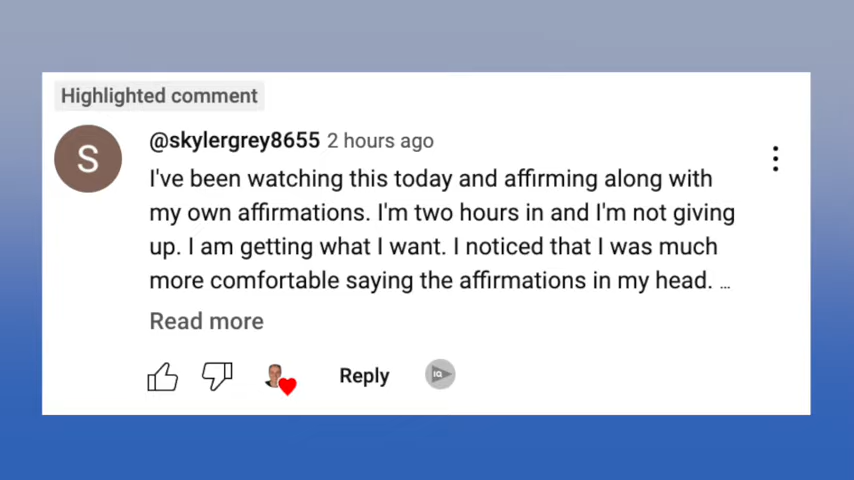 Highlighted comment
S
@skylergrey8655 2 hours ago
I've been watching this today and affirming along with
my own affirmations. I'm two hours in and I'm not giving
up. I am getting what I want. I noticed that I was much
more comfortable saying the affirmations in my head. ...
Read more
Reply
IQ